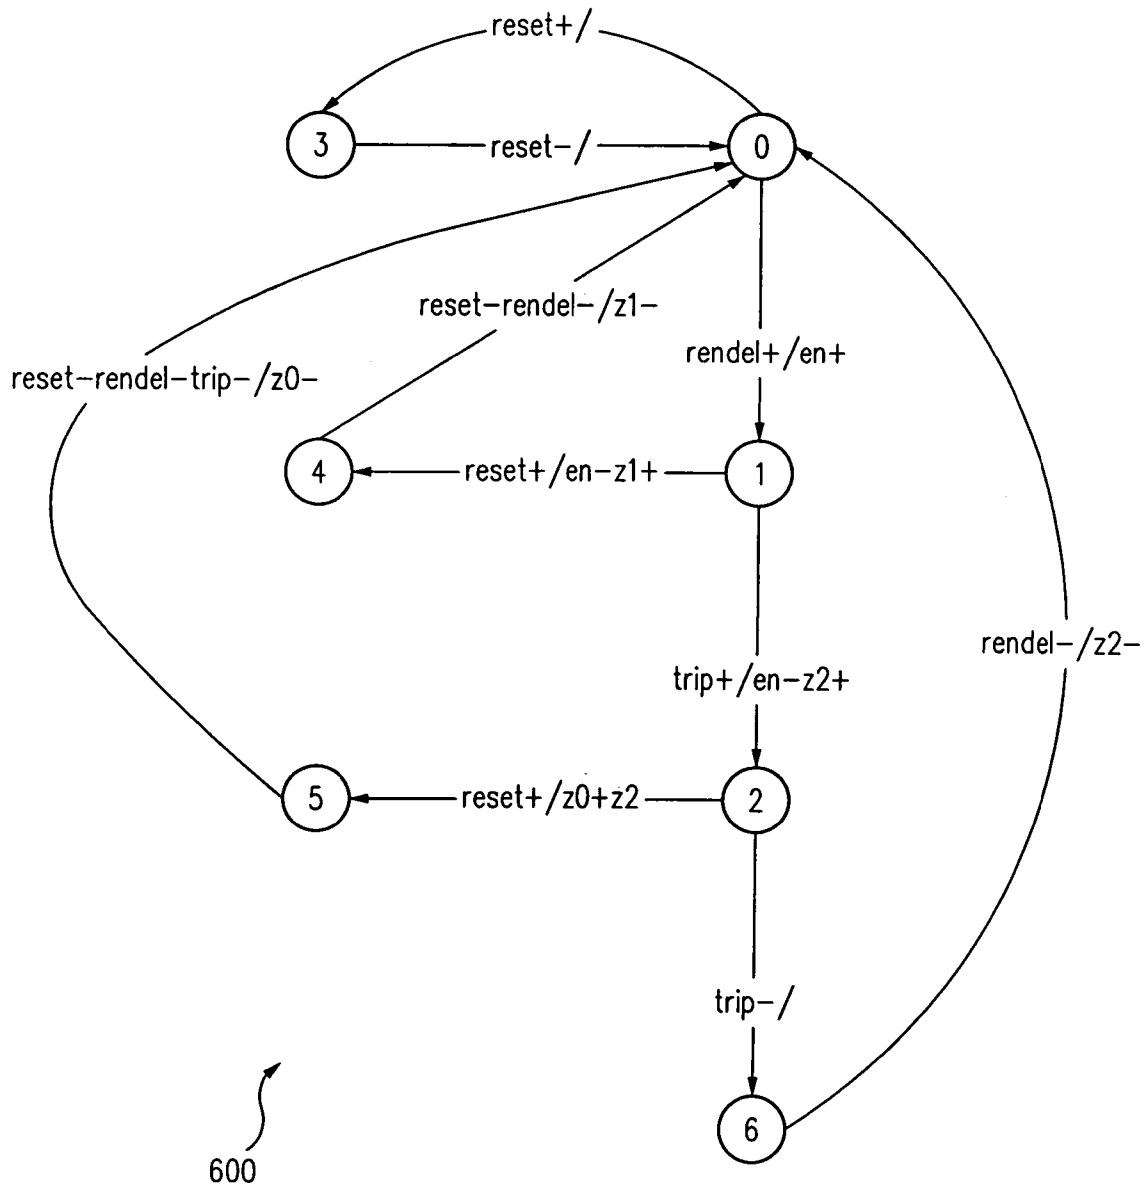 reset+/
3
reset-/
0
reset-rendel-/z1-
rendel+/en+
reset-rendel-trip-/z0-
4
reset+/en-z1+
1
rendel-/z2-
trip+/en-z2+
5
reset+/z0+z2
2
trip-/
6
600